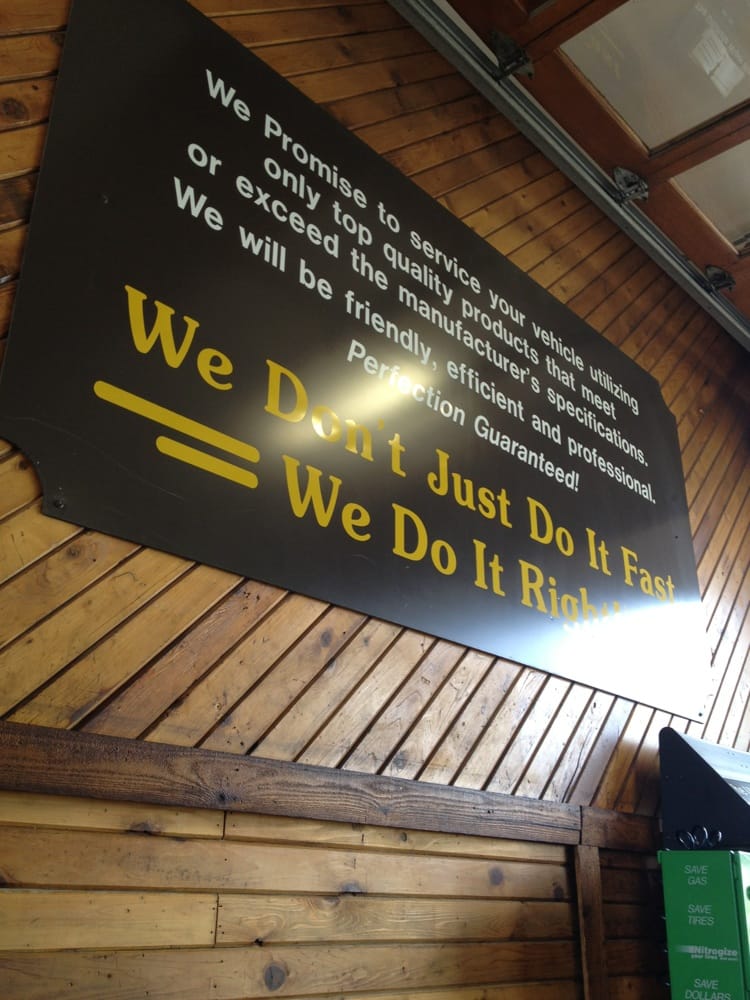 We Promise to service your vehicle utilizing
only top quality products that meet
or exceed the manufacturer's specifications.
We will be friendly, efficient and professional.
Perfection Guaranteed!
We Don't Just Do It Fast
We Do It Right!
SAVE
GAS
SAVE
TIRES
Nitrogize
SAVE
DOLLARS